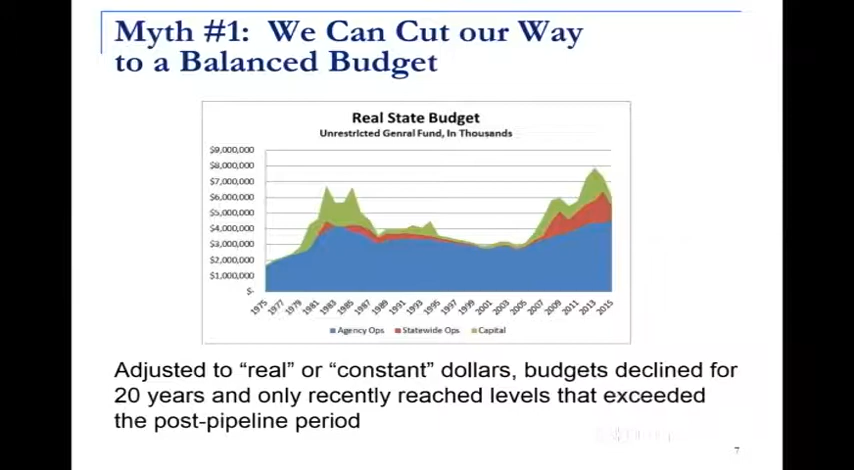 Myth #1: We Can Cut our Way
to a Balanced Budget
Real State Budget
Unrestricted Genral Fund, In Thousands
$9,000,000
$8,000,000
$7,000,000
$6,000,000
$5,000,000
$4,000,000
$3,000,000
$2,000,000
$1,000,000
$-
1975 1977 1979 1981 1983 1985 1987 1989 1991 1993 1995 1997 1999 2001 2003 2005 2007 2009 2011 2013 2015
Agency Ops Statewide Ops Capital
Adjusted to “real” or “constant” dollars, budgets declined for
20 years and only recently reached levels that exceeded
the post-pipeline period
7